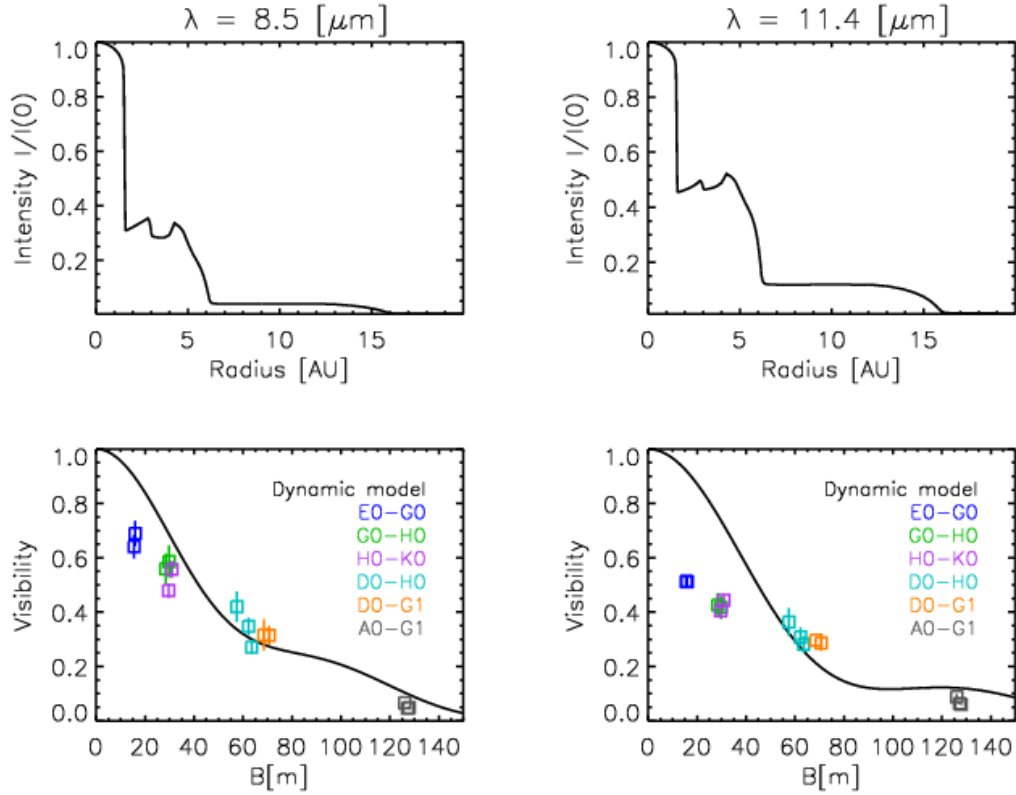 λ = 8.5 [μm]
1.0
0.8
0.6
0.4
0.2
Intensity I/I(0)
0
5
10
15
Radius [AU]
λ = 11.4 [μm]
1.0
0.8
0.6
0.4
0.2
Intensity I/I(0)
0
5
10
15
Radius [AU]
1.0
0.8
0.6
0.4
0.2
0.0
Visibility
Dynamic model
E0-G0
G0-H0
H0-K0
D0-H0
D0-G1
A0-G1
0 20 40 60 80 100 120 140
B[m]
1.0
0.8
0.6
0.4
0.2
0.0
Visibility
Dynamic model
E0-G0
G0-H0
H0-K0
D0-H0
D0-G1
A0-G1
0 20 40 60 80 100 120 140
B[m]